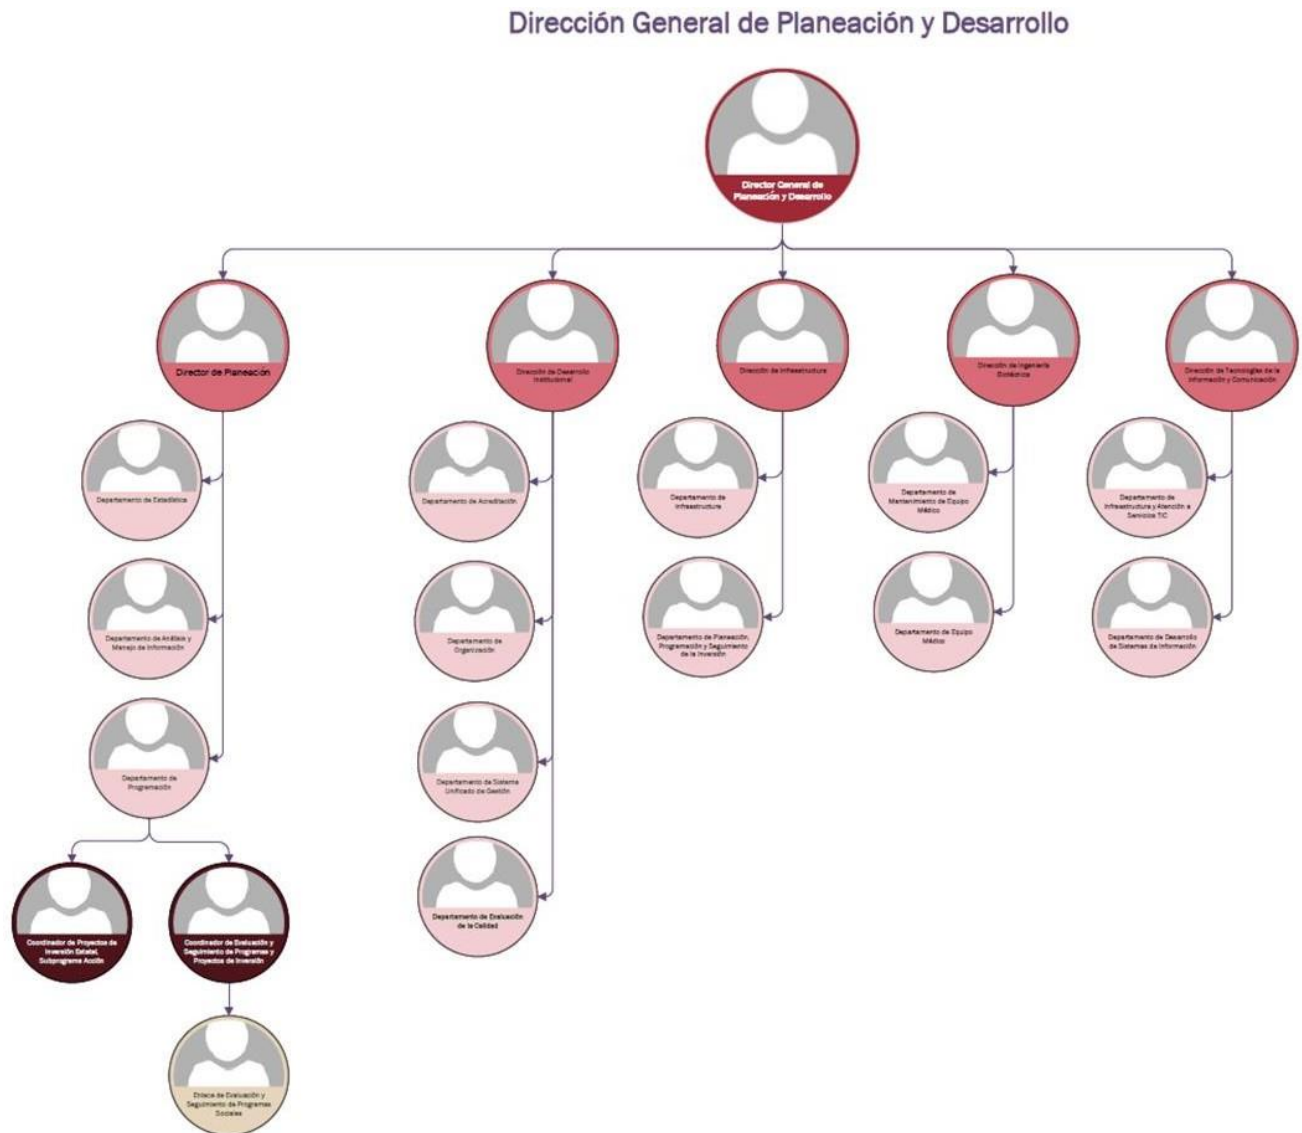 Dirección General de Planeación y Desarrollo
Director General de
Planeación y Desarrollo
Director de Planeación
Dirección de Desarrollo
Institucional
Dirección de Infraestructura
Dirección de Ingeniería
Biomédica
Dirección de Tecnologías de la
Información y Comunicación
Departamento de Estadística
Departamento de Acreditación
Departamento de
Infraestructura
Departamento de
Mantenimiento de Equipo
Médico
Departamento de
Infraestructura y Atención a
Servicios TIC
Departamento de Análisis y
Manejo de Información
Departamento de
Organización
Departamento de Planeación,
Programación y Seguimiento
de la Inversión
Departamento de Equipo
Médico
Departamento de Desarrollo
de Sistemas de Información
Departamento de
Programación
Departamento de Sistema
Unificado de Gestión
Departamento de Evaluación
de la Calidad
Coordinador de Proyectos de
Inversión Estatal,
Subprograma Acción
Coordinador de Evaluación y
Seguimiento de Programas y
Proyectos de Inversión
Enlace de Evaluación y
Seguimiento de Programas
Sociales